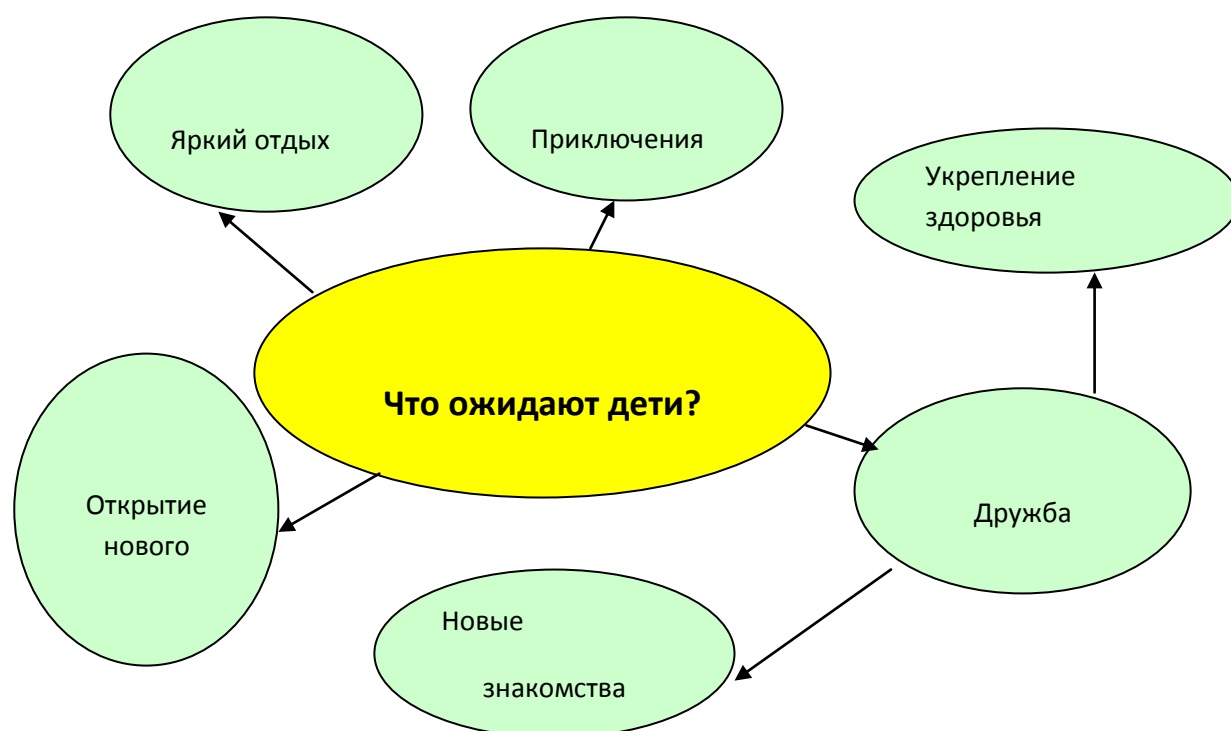 Яркий отдых
Приключения
Укрепление
здоровья
Что ожидают дети?
Открытие
нового
Дружба
Новые
знакомства